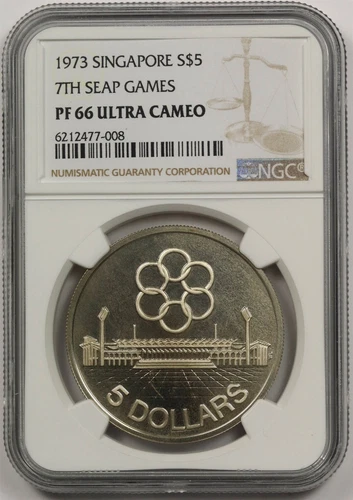 1973 SINGAPORE S$5
7TH SEAP GAMES
PF 66 ULTRA CAMEO
6212477-008
NUMISMATIC GUARANTY CORPORATION
NGC
5 DOLLARS